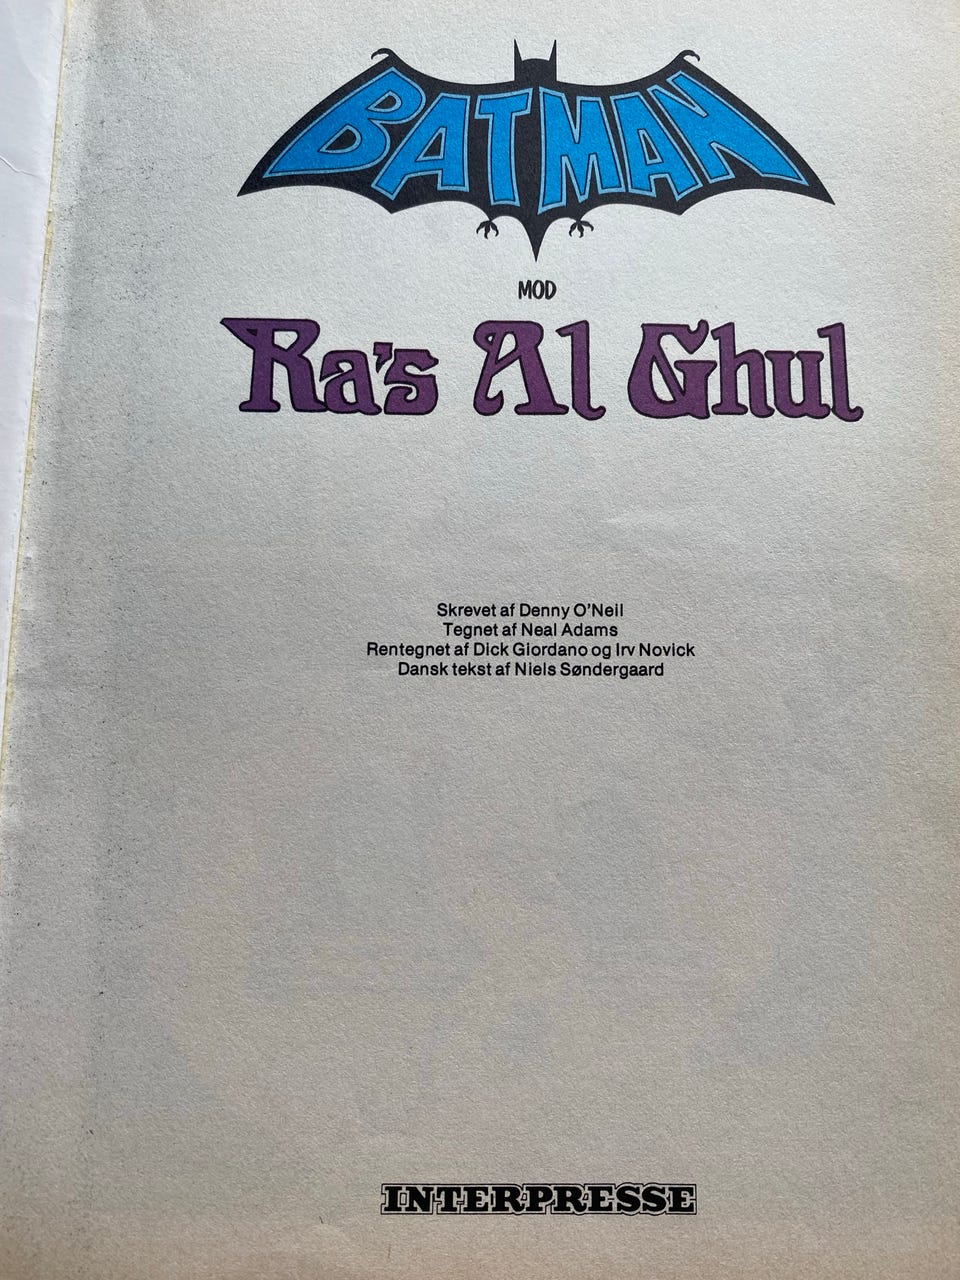 BATMAN
MOD
Ra's Al Ghul
Skrevet af Denny O'Neil
Tegnet af Neal Adams
Rentegnet af Dick Giordano og Irv Novick
Dansk tekst af Niels Søndergaard
INTERPRESSE